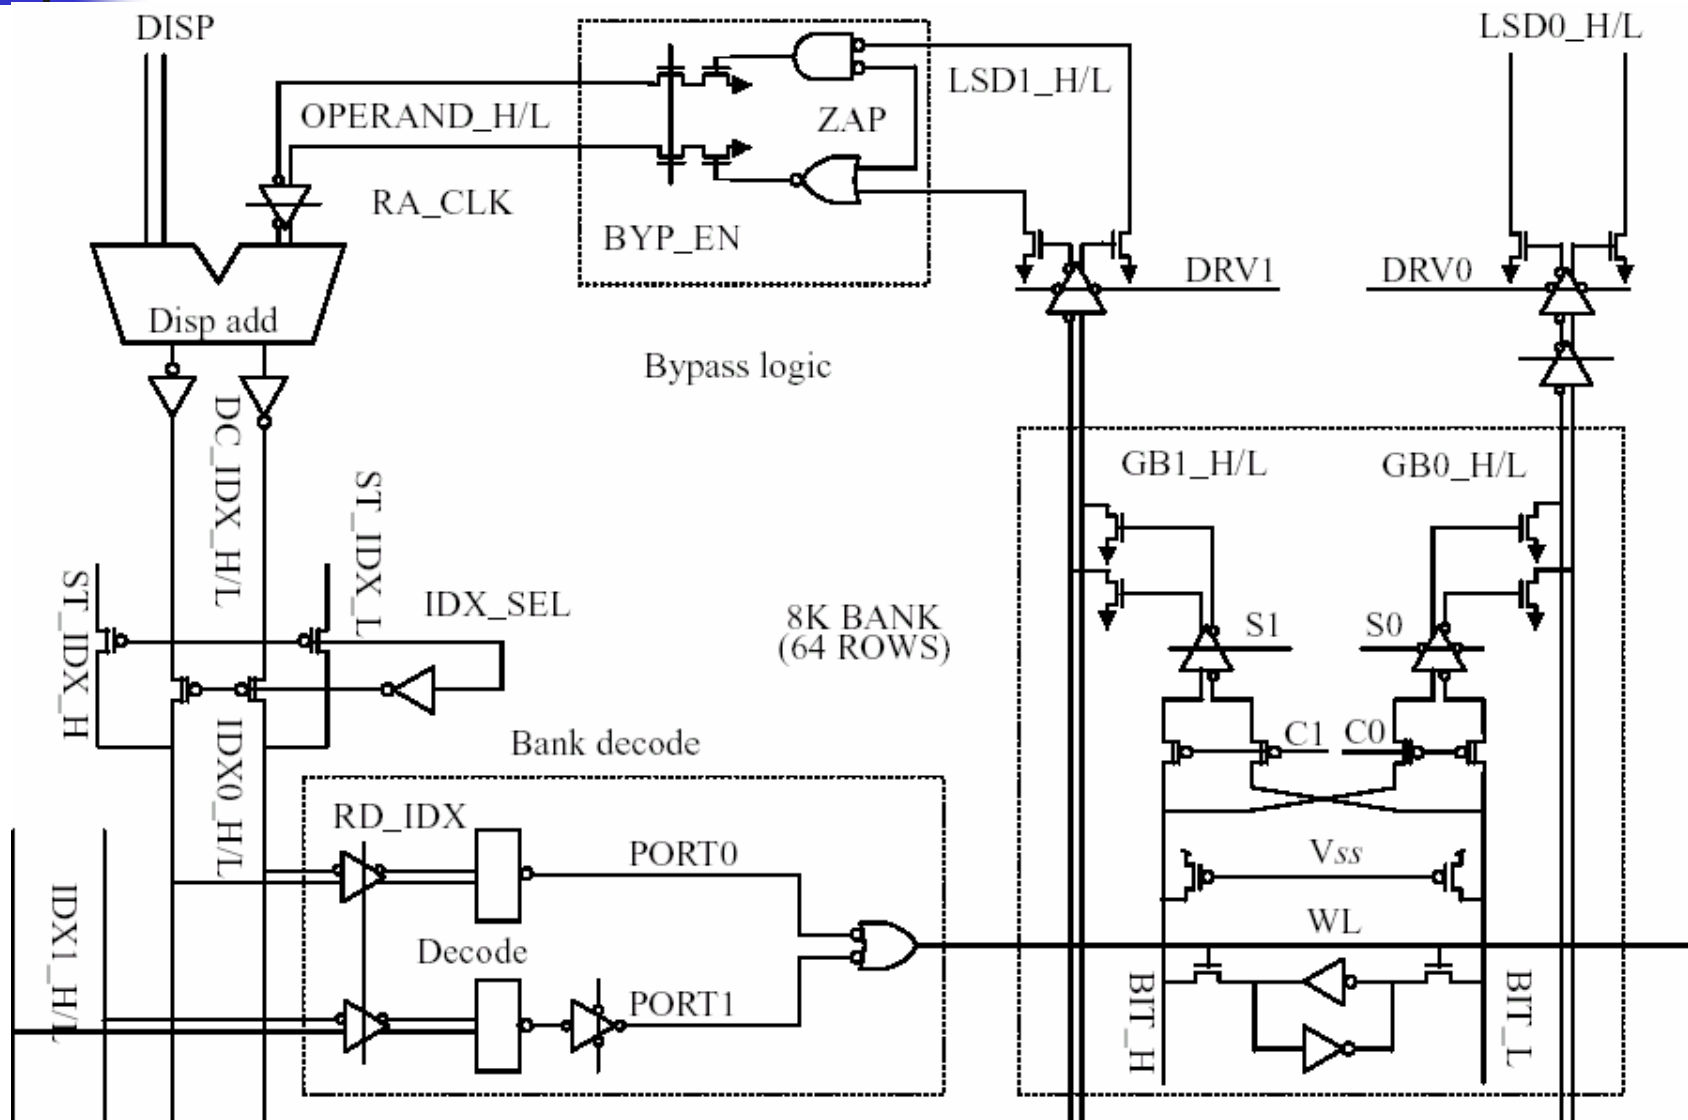 DISP
LSD0_H/L
LSD1_H/L
OPERAND_H/L
ZAP
RA_CLK
BYP_EN
DRV1
DRV0
Disp add
Bypass logic
DC_IDX_H/L
ST_IDX_L
GB1_H/L
GB0_H/L
ST_IDX_H
IDX_SEL
8K BANK
(64 ROWS)
S1
S0
IDX0_H/L
Bank decode
C1
C0
RD_IDX
PORT0
Vss
IDX1_H/L
Decode
WL
PORT1
BIT_H
BIT_L